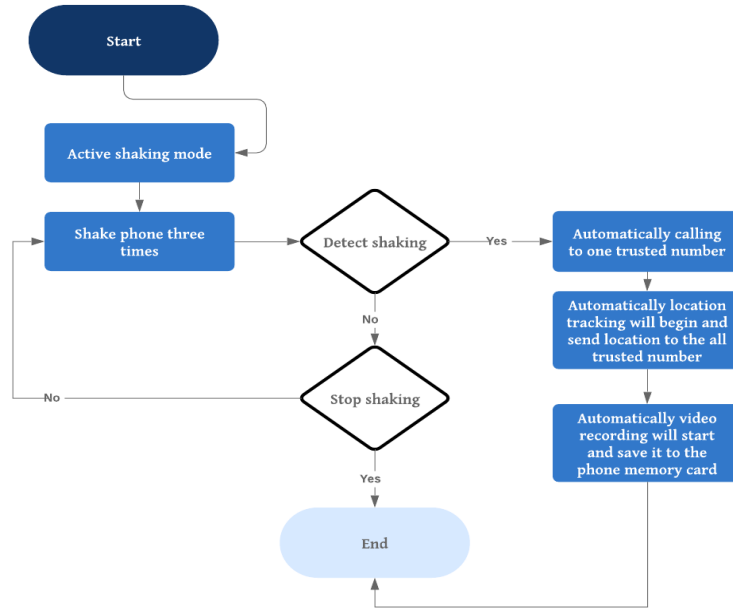 Start
Active shaking mode
Shake phone three
times
Detect shaking
Yes
Automatically calling
to one trusted number
Automatically location
tracking will begin and
send location to the all
trusted number
No
No
Stop shaking
Automatically video
recording will start
and save it to the
phone memory card
Yes
End